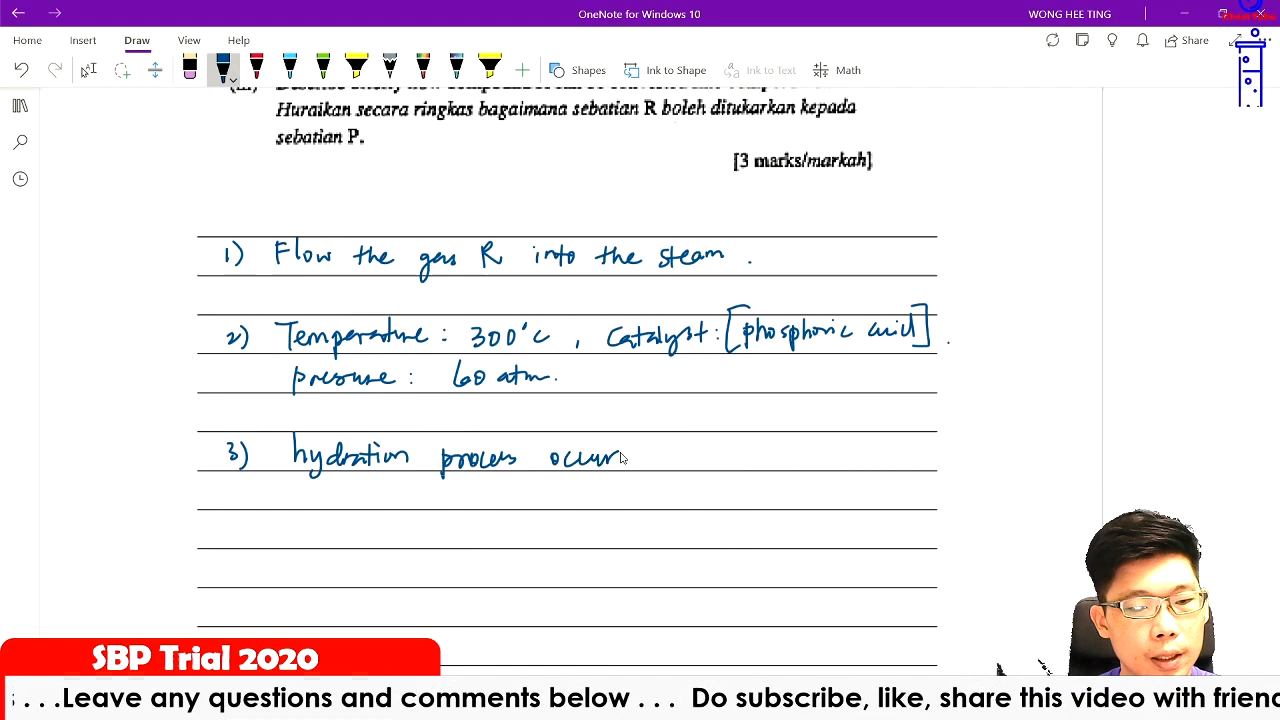 OneNote for Windows 10
WONG HEE TING
Home Insert Draw View Help
Share
Shapes Ink to Shape Ink to Text Math
Huraikan secara ringkas bagaimana sebatian R boleh ditukarkan kepada
sebatian P.
[3 marks/markah]
1) Flow the gas R into the steam.
2) Temperature : 300°C , Catalyst : [phosphoric acid] .
pressure : 60 atm.
3) hydration process occur
SBP Trial 2020
. . .Leave any questions and comments below . . . Do subscribe, like, share this video with friend